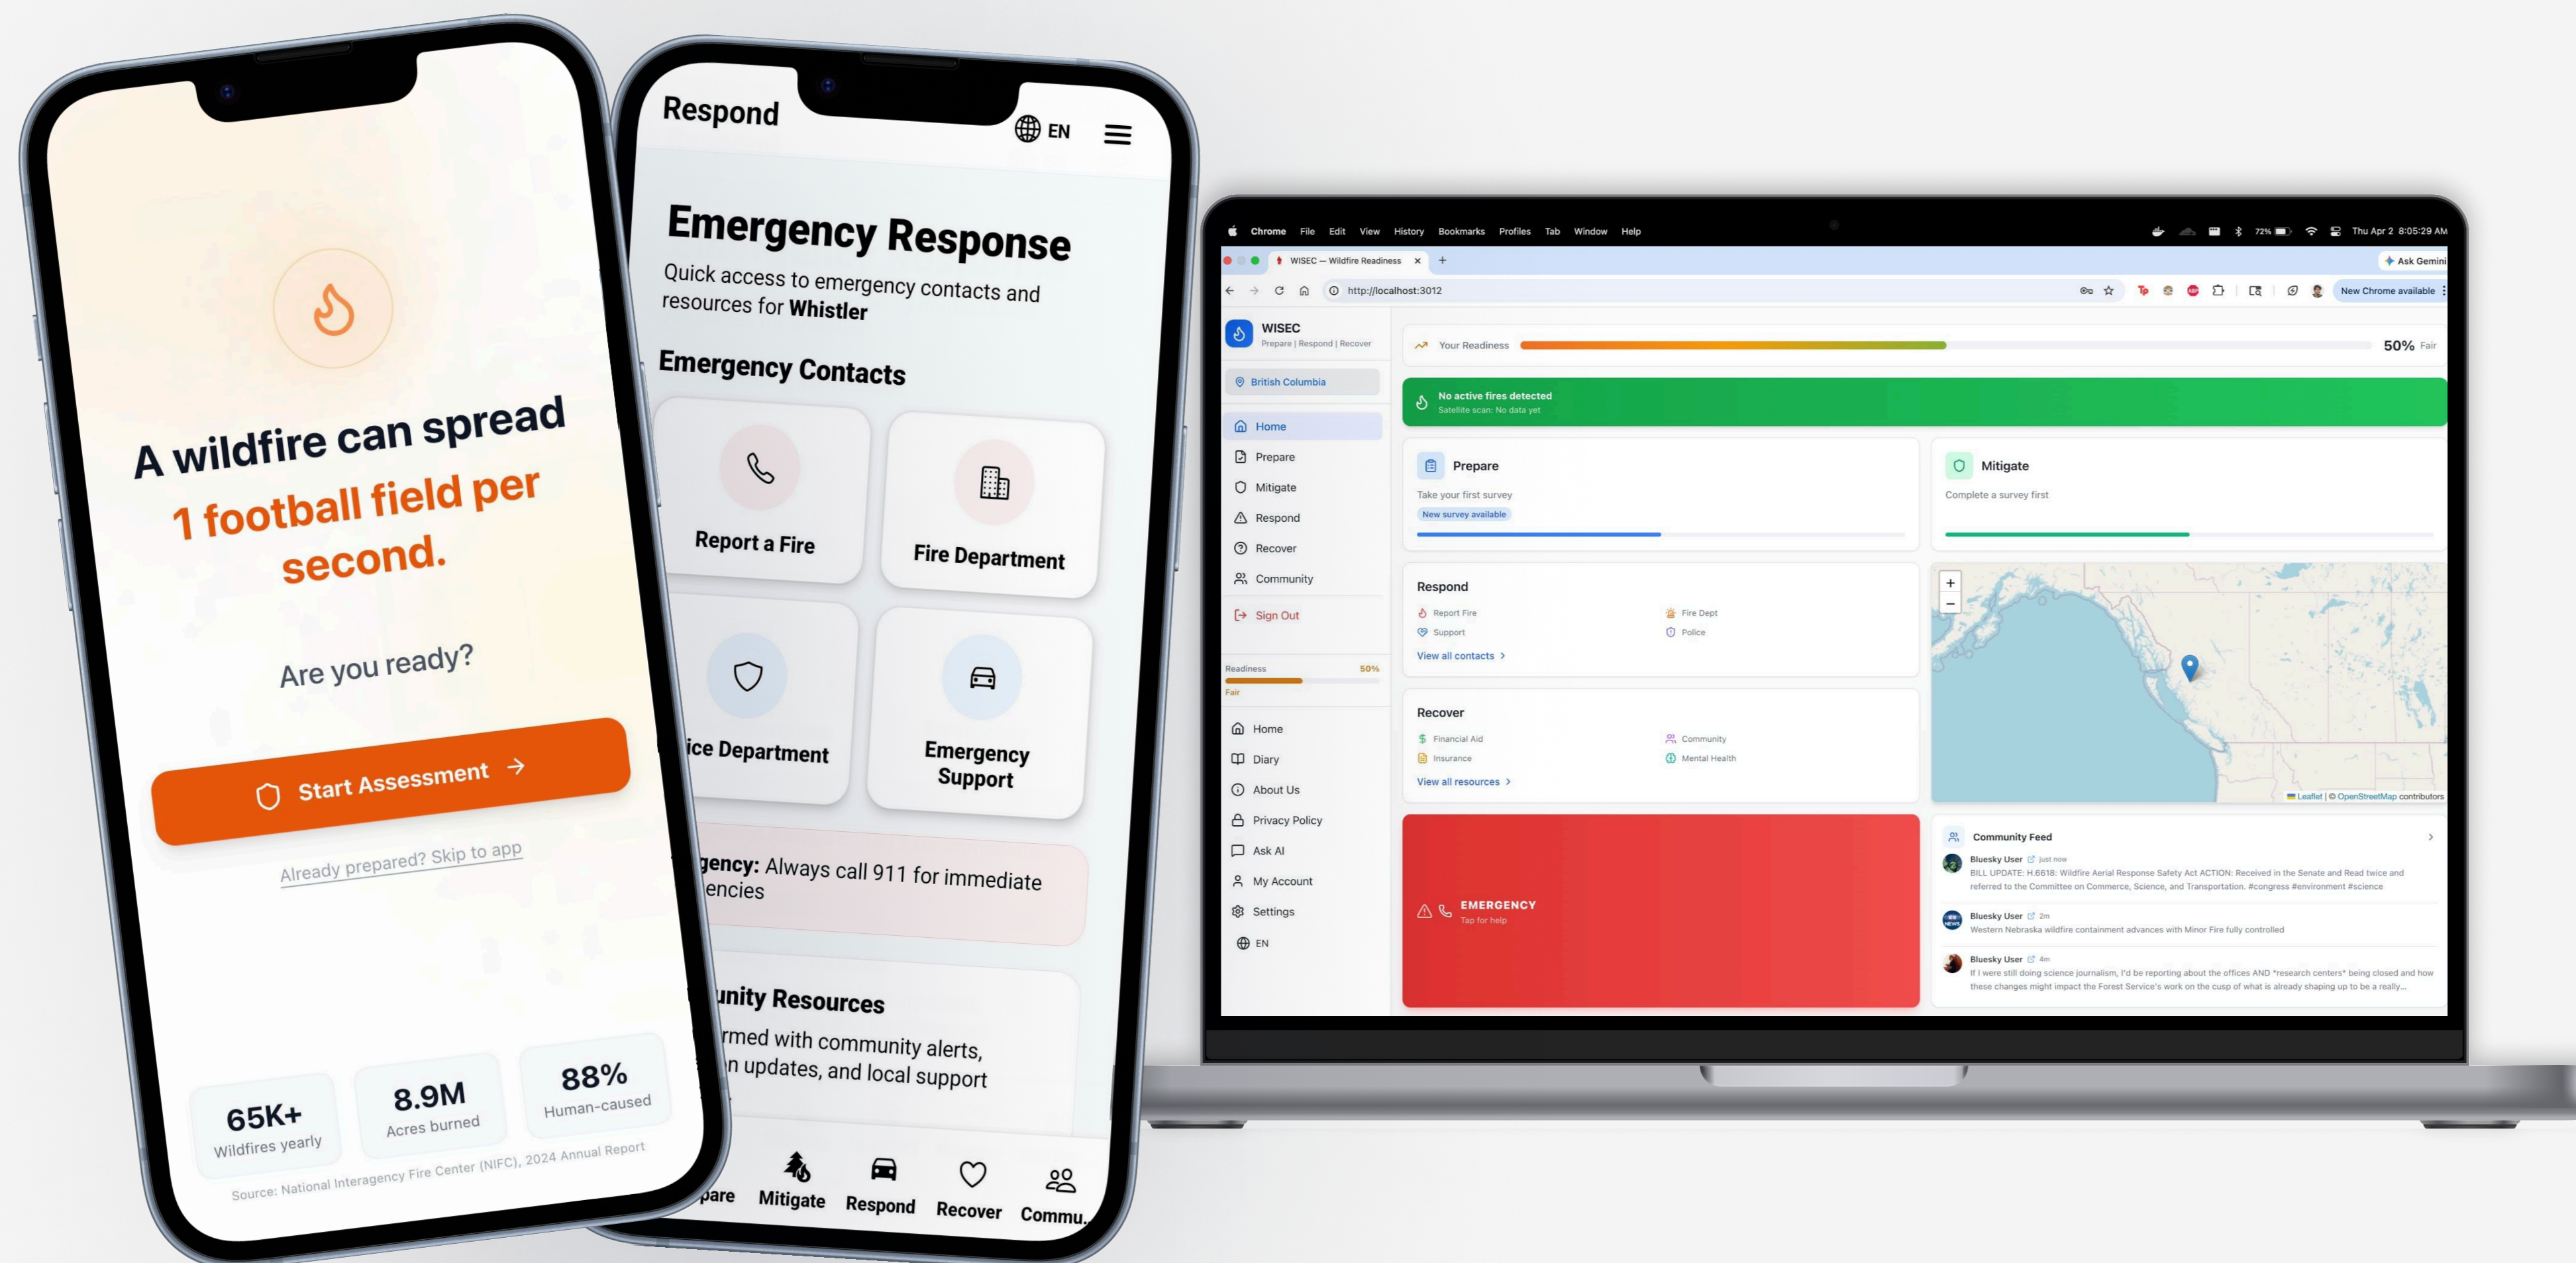 A wildfire can spread
1 football field per
second.
Are you ready?
Start Assessment
Already prepared? Skip to app
65K+
Wildfires yearly
8.9M
Acres burned
88%
Human-caused
Source: National Interagency Fire Center (NIFC), 2024 Annual Report
Respond
EN
Emergency Response
Quick access to emergency contacts and
resources for Whistler
Emergency Contacts
Report a Fire
Fire Department
ice Department
Emergency
Support
gency: Always call 911 for immediate
encies
unity Resources
rmed with community alerts,
n updates, and local support
pare
Mitigate
Respond
Recover
Commu..
Chrome File Edit View History Bookmarks Profiles Tab Window Help
72%
Thu Apr 2 8:05:29 AM
WISEC — Wildfire Readiness
Ask Gemini
http://localhost:3012
New Chrome available
WISEC
Prepare | Respond | Recover
British Columbia
Home
Prepare
Mitigate
Respond
Recover
Community
Sign Out
Readiness 50%
Fair
Home
Diary
About Us
Privacy Policy
Ask AI
My Account
Settings
EN
Your Readiness
50% Fair
No active fires detected
Satellite scan: No data yet
Prepare
Take your first survey
New survey available
Mitigate
Complete a survey first
Respond
Report Fire
Fire Dept
Support
Police
View all contacts
Recover
Financial Aid
Community
Insurance
Mental Health
View all resources
+
−
Leaflet | © OpenStreetMap contributors
EMERGENCY
Tap for help
Community Feed
Bluesky User just now
BILL UPDATE: H.6618: Wildfire Aerial Response Safety Act ACTION: Received in the Senate and Read twice and
referred to the Committee on Commerce, Science, and Transportation. #congress #environment #science
Bluesky User 2m
Western Nebraska wildfire containment advances with Minor Fire fully controlled
Bluesky User 4m
If I were still doing science journalism, I'd be reporting about the offices AND *research centers* being closed and how
these changes might impact the Forest Service's work on the cusp of what is already shaping up to be a really...